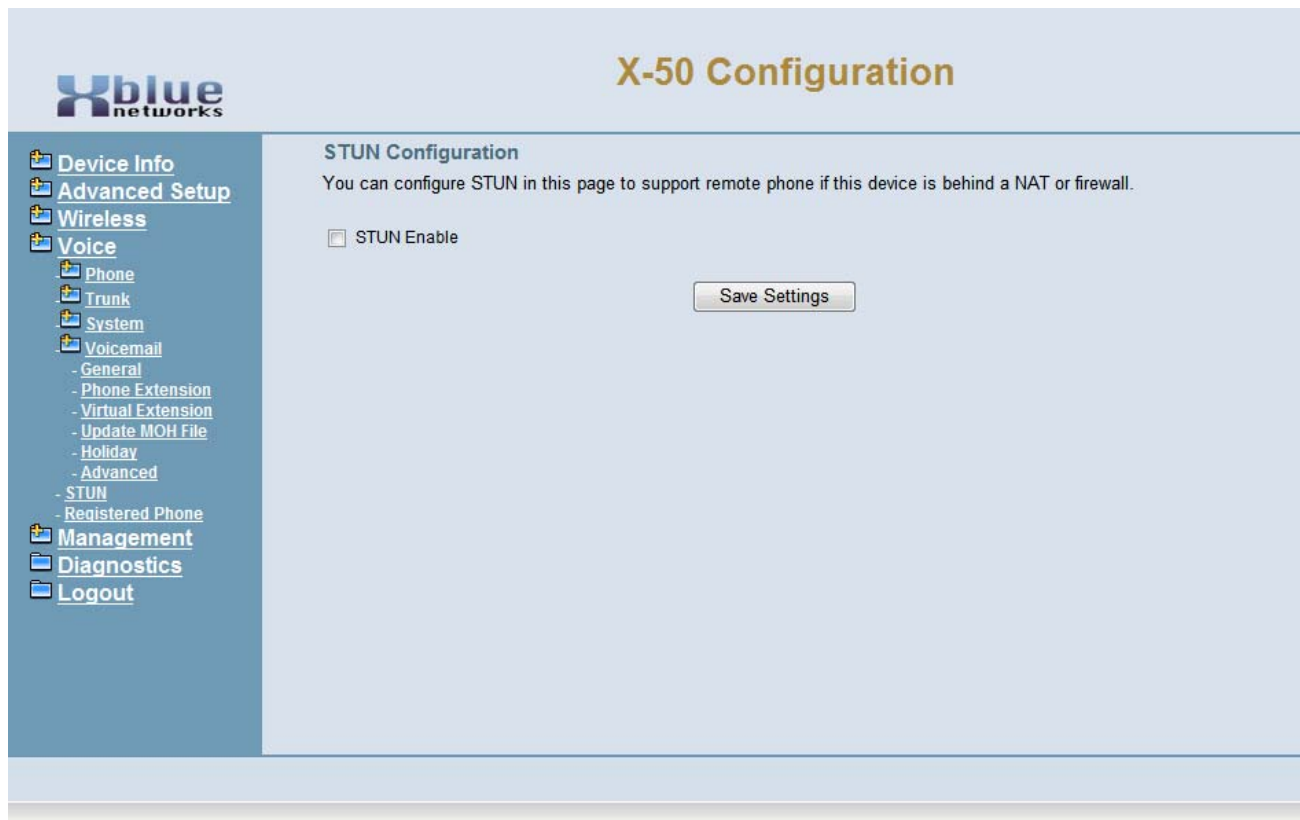 Xblue
networks
X-50 Configuration
Device Info
Advanced Setup
Wireless
Voice
Phone
Trunk
System
Voicemail
- General
- Phone Extension
- Virtual Extension
- Update MOH File
- Holiday
- Advanced
- STUN
- Registered Phone
Management
Diagnostics
Logout
STUN Configuration
You can configure STUN in this page to support remote phone if this device is behind a NAT or firewall.
STUN Enable
Save Settings